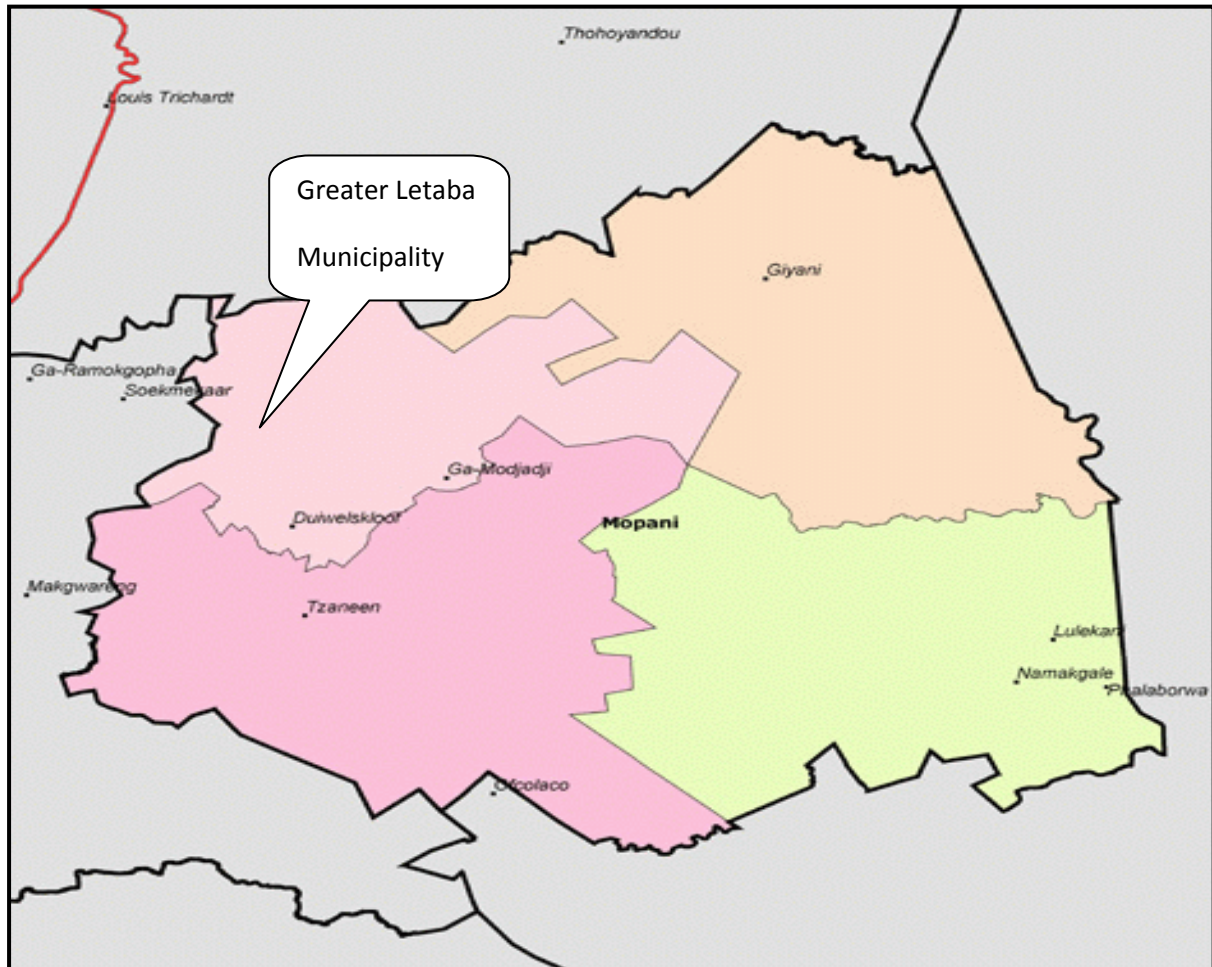 Thohoyandou
Louis Trichardt
Greater Letaba
Municipality
Giyani
Ga-Ramokgopha
Soekmekaar
Ga-Modjadji
Duiwelskloof
Mopani
Makgwareng
Tzaneen
Lulekani
Namakgale
Phalaborwa
Ofcolaco